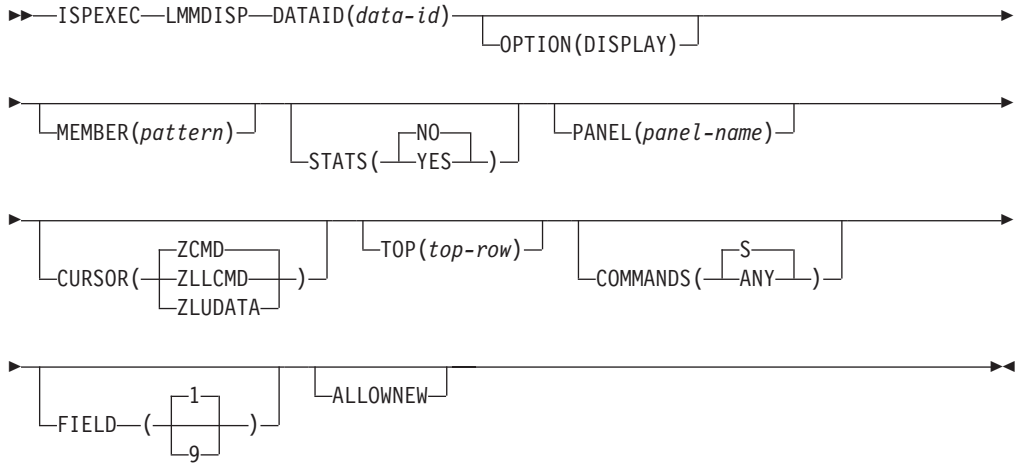 ISPEXEC LMMDISP DATAID(data-id)
OPTION(DISPLAY)
MEMBER(pattern)
NO
STATS( YES )
PANEL(panel-name)
ZCMD
CURSOR( ZLLCMD )
ZLUDATA
TOP(top-row)
S
COMMANDS( ANY )
1
FIELD ( )
9
ALLOWNEW